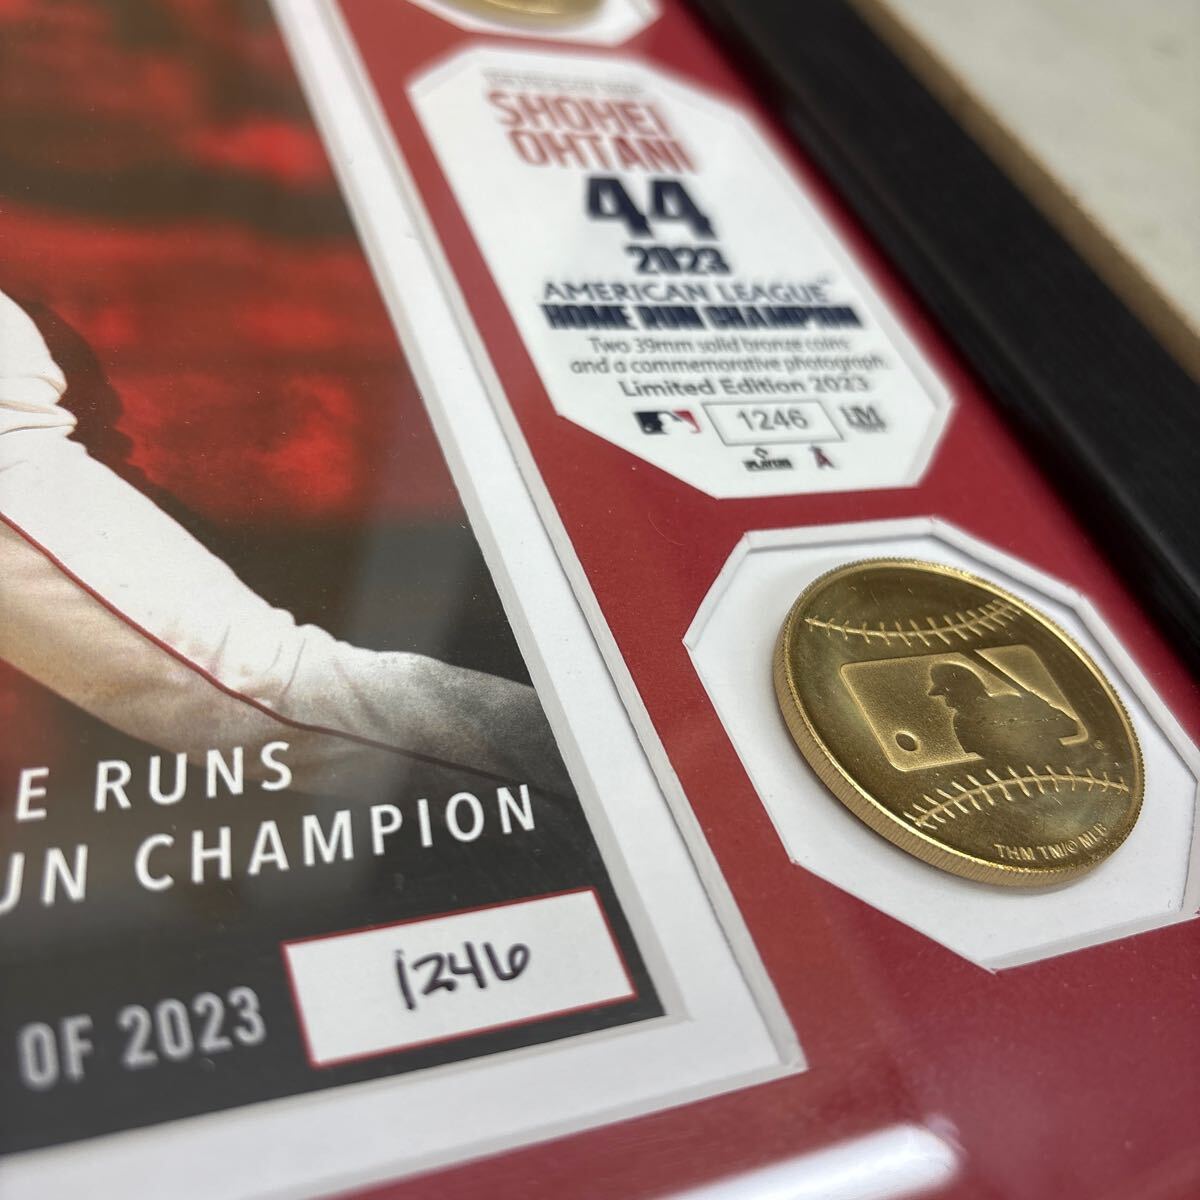 SHOHEI
OHTANI
44
2023
AMERICAN LEAGUE
HOME RUN CHAMPION
Two 39mm solid bronze coins
and a commemorative photograph.
Limited Edition 2023
1246
THM TM/© MLB
E RUNS
UN CHAMPION
1246
OF 2023